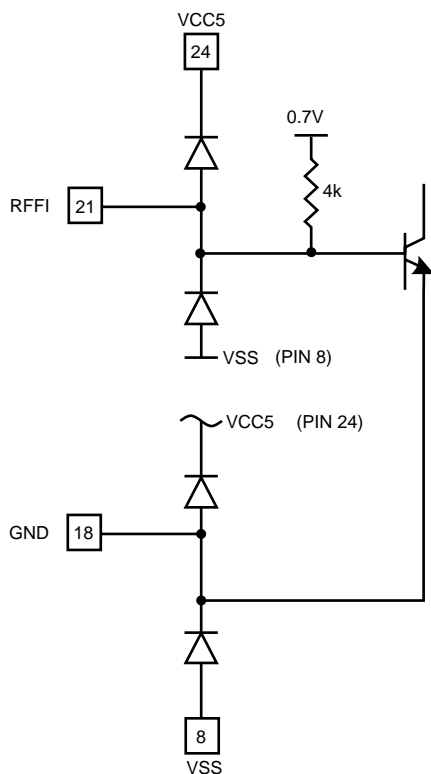 VCC5
24
0.7V
4k
RFFI 21
VSS (PIN 8)
VCC5 (PIN 24)
GND 18
8
VSS